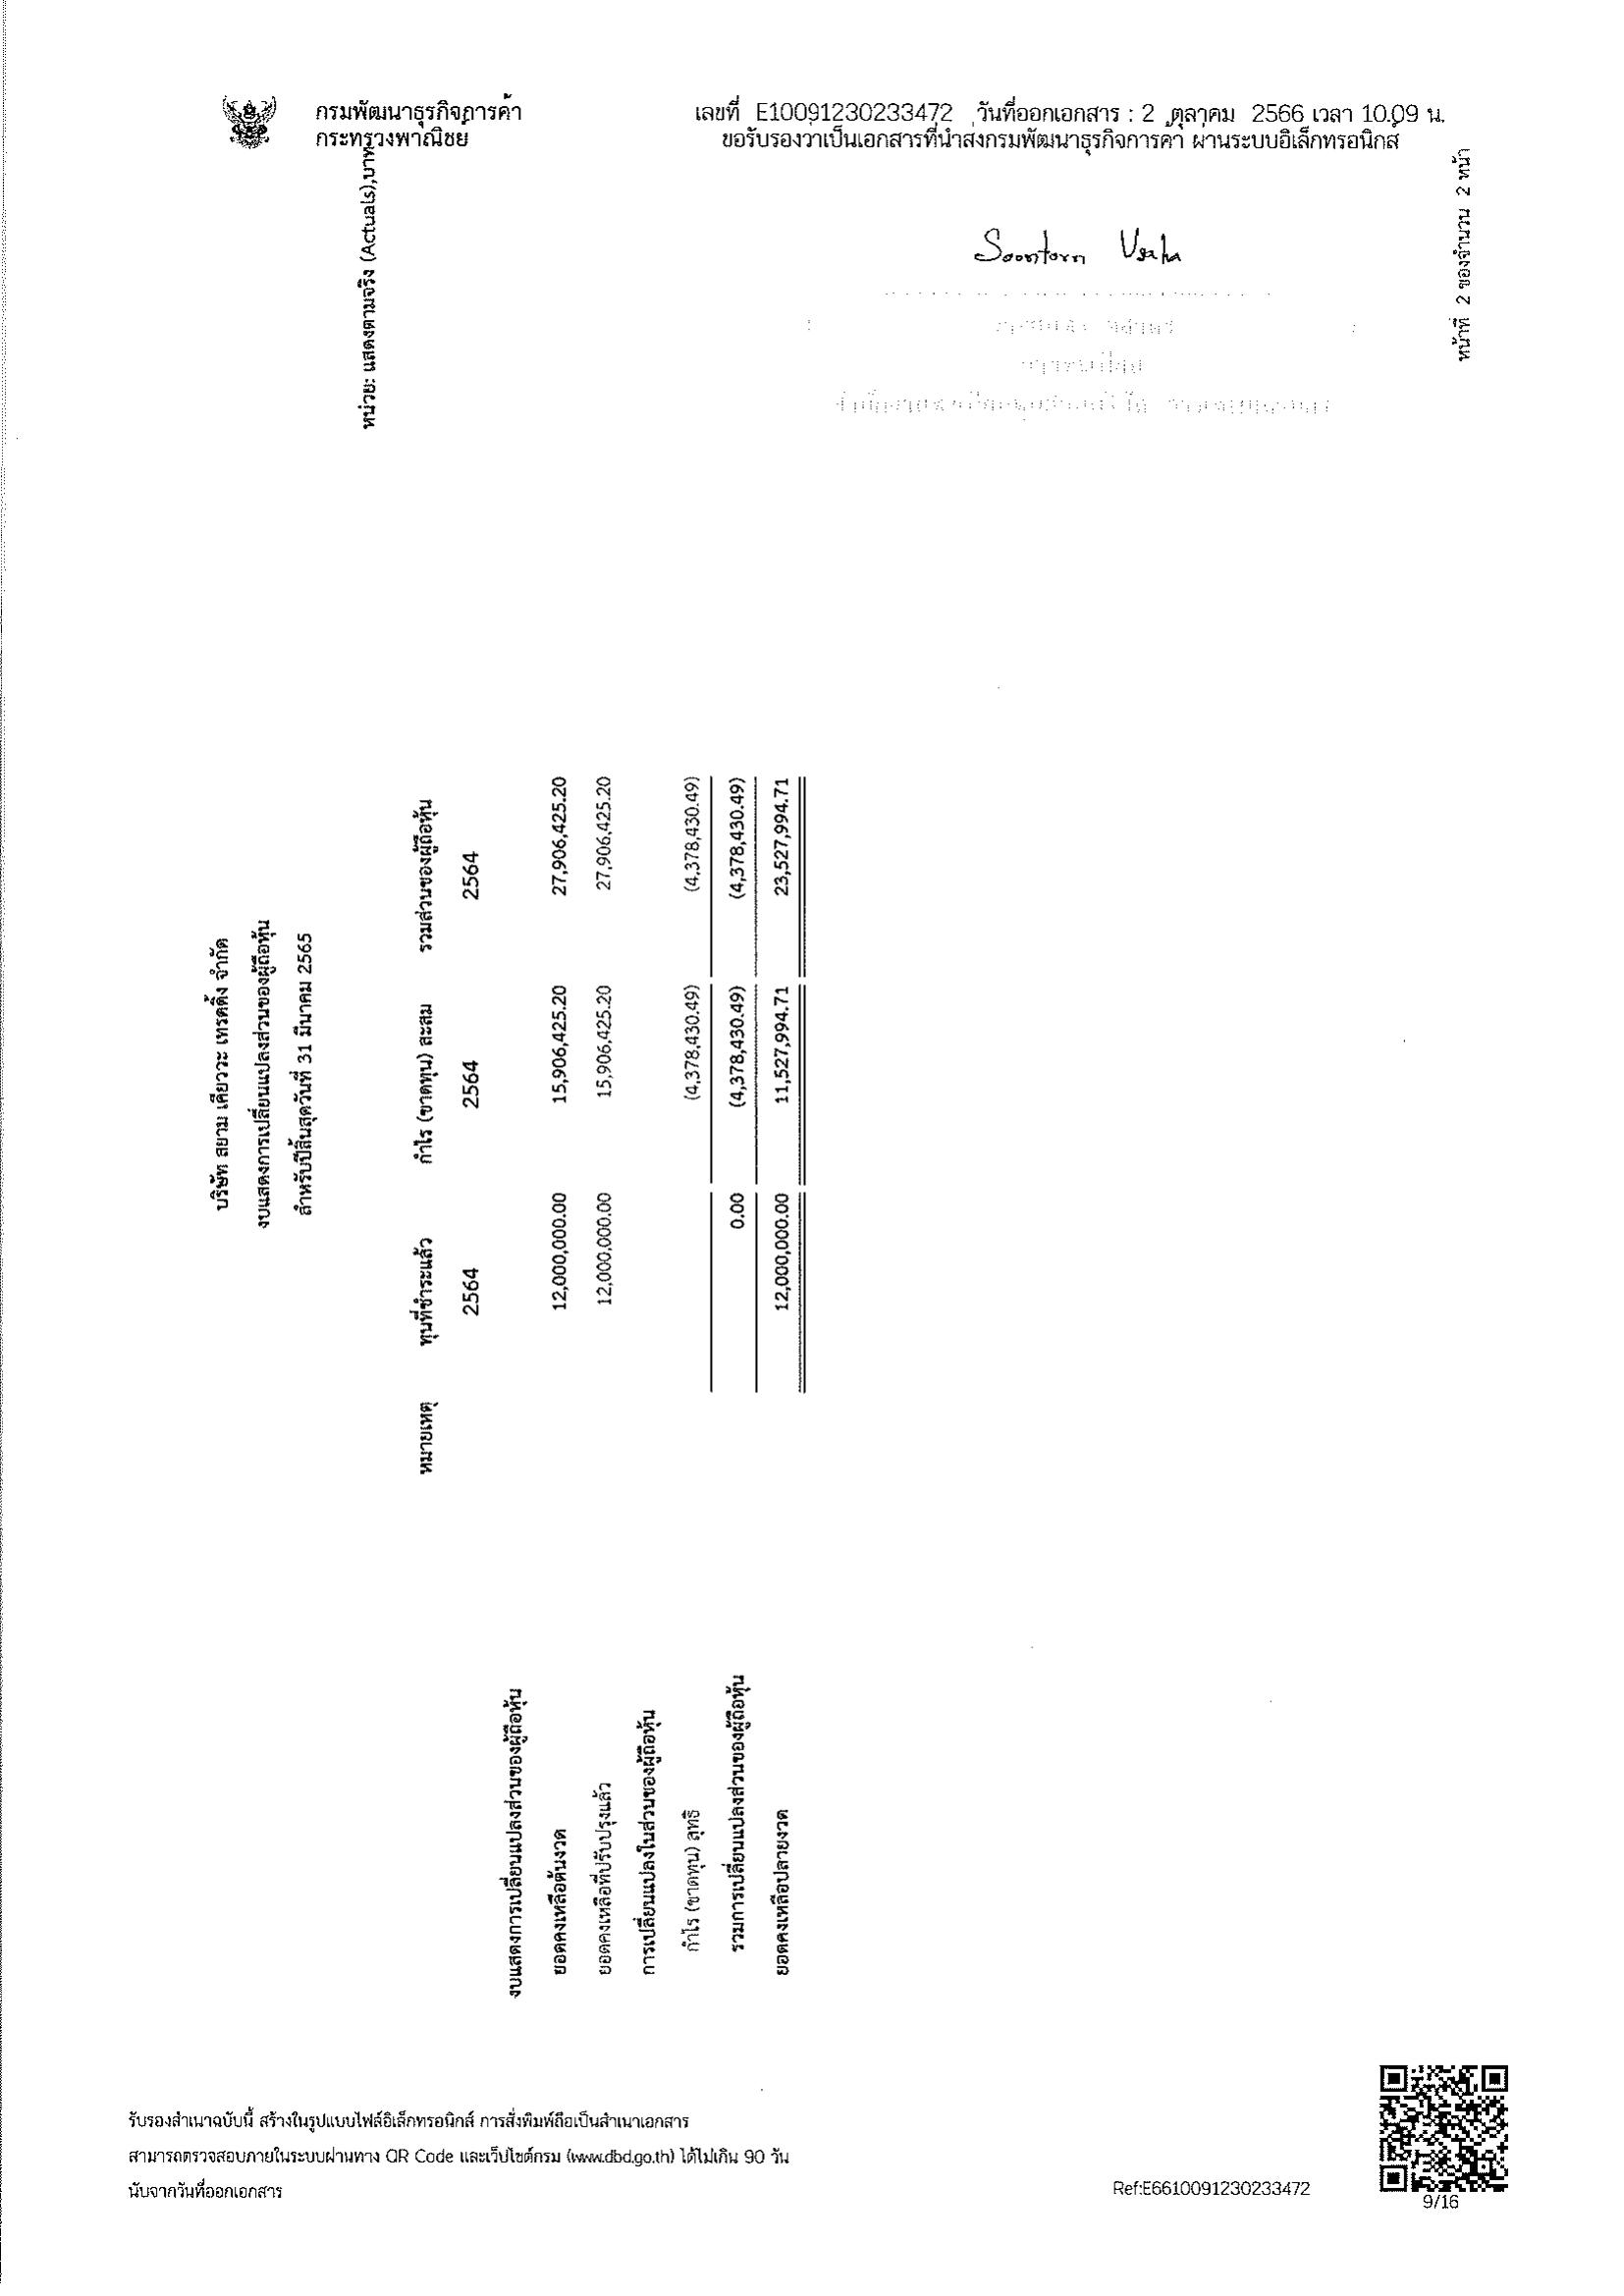 กรมพัฒนาธุรกิจการค้า
กระทรวงพาณิชย์
เลขที่ E10091230233472 วันที่ออกเอกสาร : 2 ตุลาคม 2566 เวลา 10.09 น.
ขอรับรองว่าเป็นเอกสารที่นำส่งกรมพัฒนาธุรกิจการค้า ผ่านระบบอิเล็กทรอนิกส์
Soontorn
หน้าที่ 2 ของจำนวน 2 หน้า
บริษัท สยาม เคียววะ เทรดดิ้ง จำกัด
งบแสดงการเปลี่ยนแปลงส่วนของผู้ถือหุ้น
สำหรับปีสิ้นสุดวันที่ 31 มีนาคม 2565
หน่วย: แสดงตามจริง (Actuals),บาท
หมายเหตุ ทุนที่ชำระแล้ว กำไร (ขาดทุน) สะสม รวมส่วนของผู้ถือหุ้น
2564 2564 2564
งบแสดงการเปลี่ยนแปลงส่วนของผู้ถือหุ้น
ยอดคงเหลือต้นงวด 12,000,000.00 15,906,425.20 27,906,425.20
ยอดคงเหลือที่ปรับปรุงแล้ว 12,000,000.00 15,906,425.20 27,906,425.20
การเปลี่ยนแปลงในส่วนของผู้ถือหุ้น
กำไร (ขาดทุน) สุทธิ (4,378,430.49) (4,378,430.49)
รวมการเปลี่ยนแปลงส่วนของผู้ถือหุ้น 0.00 (4,378,430.49) (4,378,430.49)
ยอดคงเหลือปลายงวด 12,000,000.00 11,527,994.71 23,527,994.71
รับรองสำเนาฉบับนี้ สร้างในรูปแบบไฟล์อิเล็กทรอนิกส์ การสั่งพิมพ์ถือเป็นสำเนาเอกสาร
สามารถตรวจสอบภายในระบบผ่านทาง QR Code และเว็บไซต์กรม (www.dbd.go.th) ได้ไม่เกิน 90 วัน
นับจากวันที่ออกเอกสาร
Ref:E6610091230233472
9/16